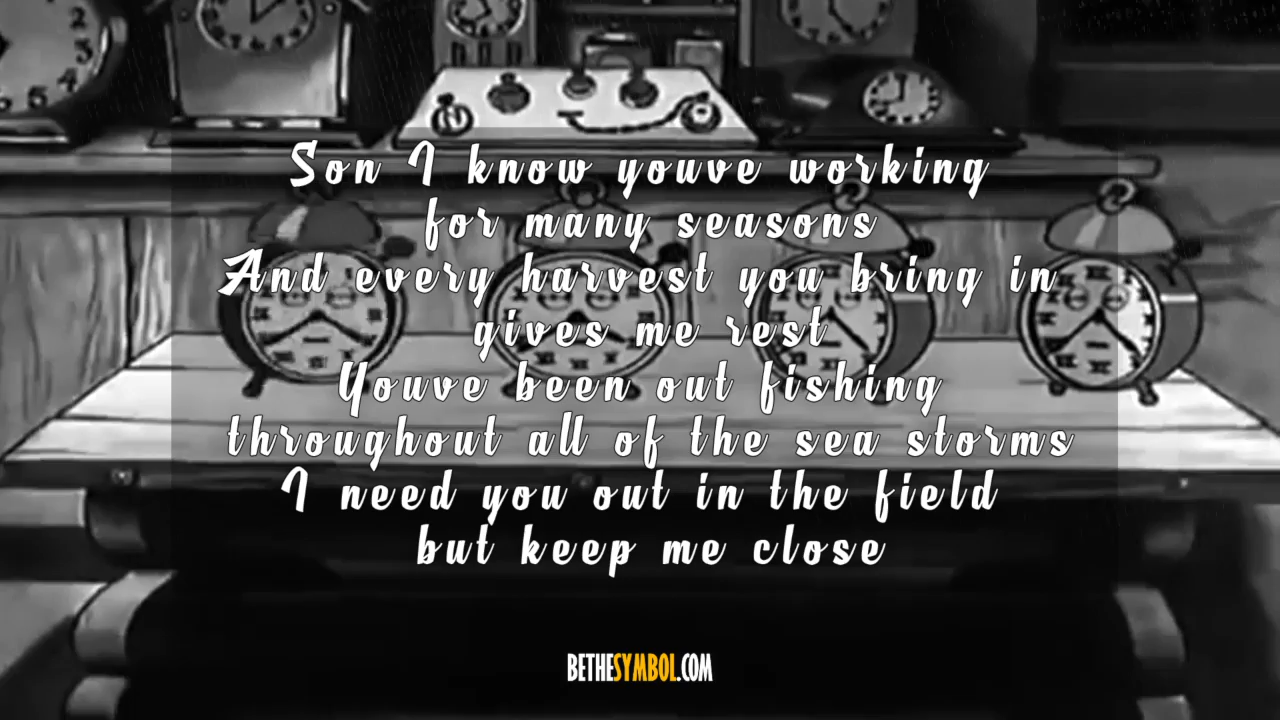 Son I know youve working
for many seasons
And every harvest you bring in
gives me rest
Youve been out fishing
throughout all of the sea storms
I need you out in the field
but keep me close
BETHESYMBOL.COM